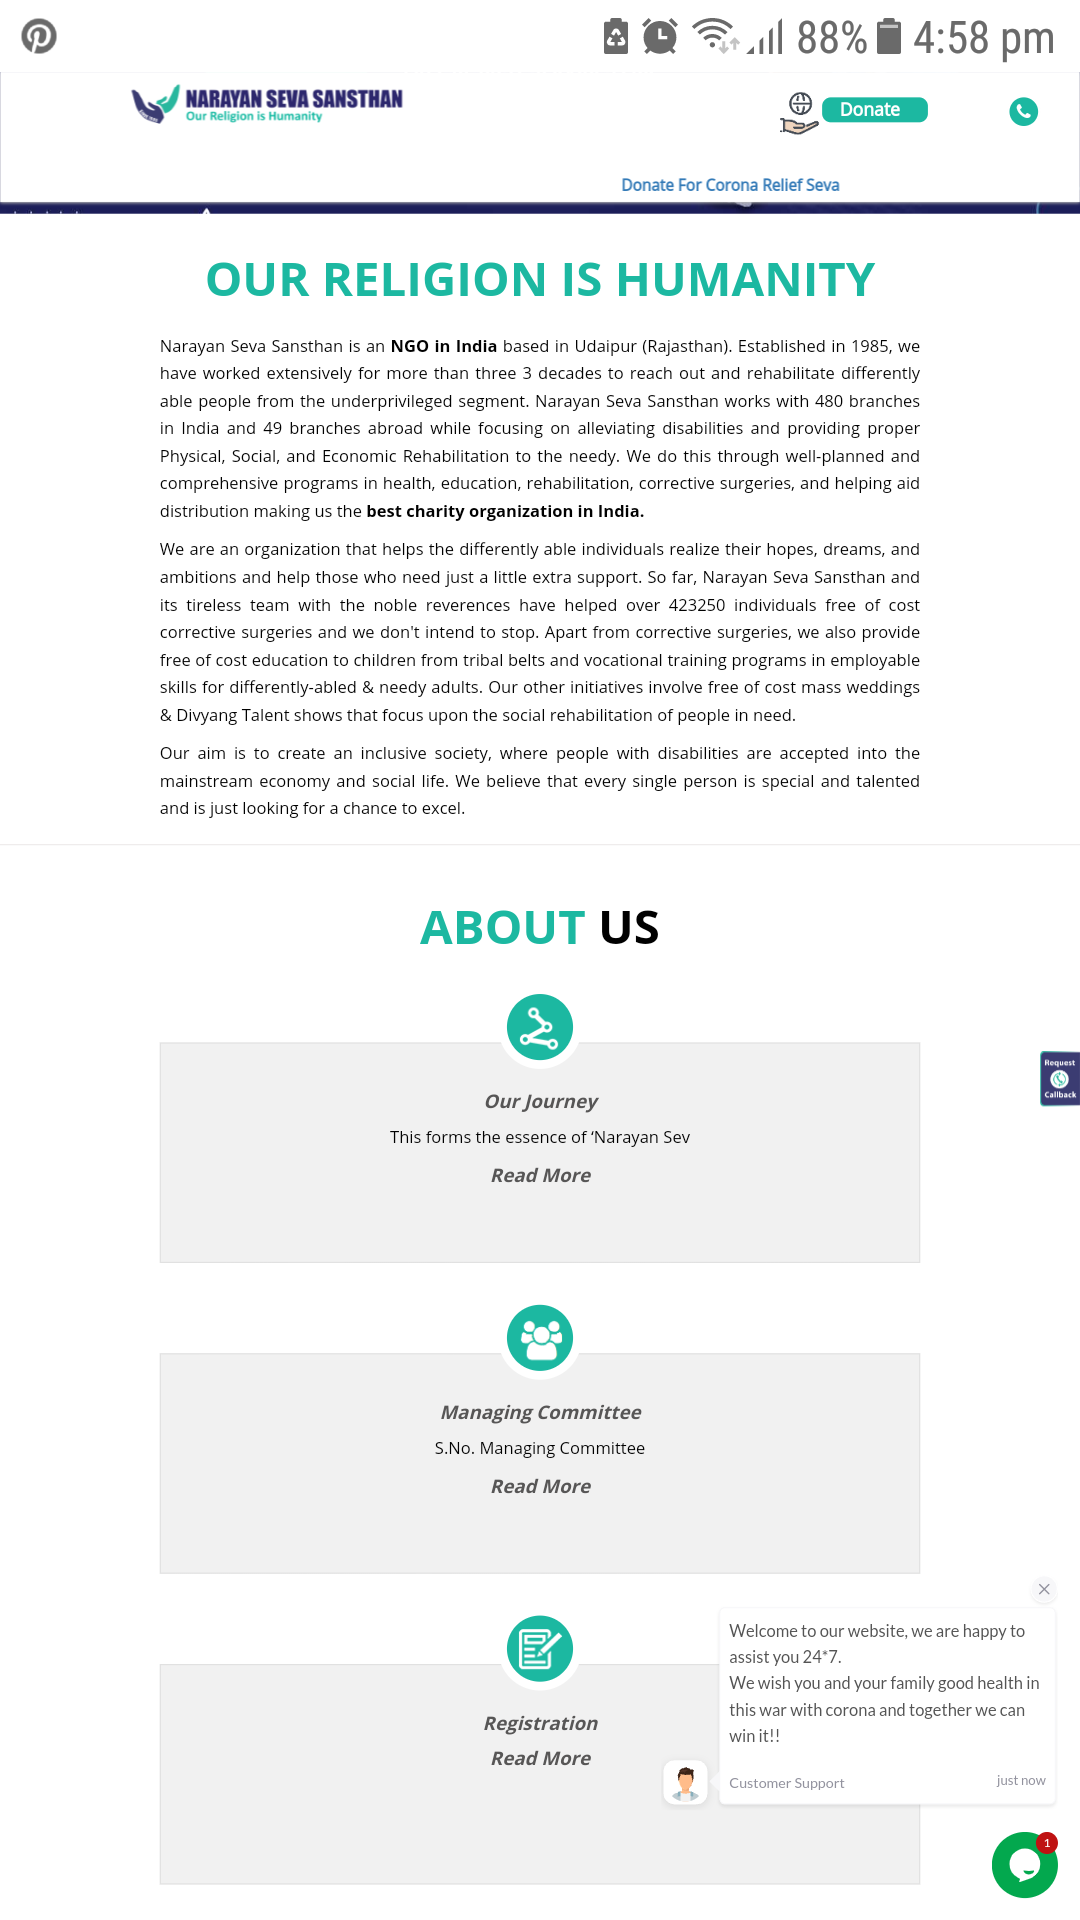 88% 4:58 pm
NARAYAN SEVA SANSTHAN
Our Religion is Humanity
Donate
Donate For Corona Relief Seva
OUR RELIGION IS HUMANITY
Narayan Seva Sansthan is an NGO in India based in Udaipur (Rajasthan). Established in 1985, we
have worked extensively for more than three 3 decades to reach out and rehabilitate differently
able people from the underprivileged segment. Narayan Seva Sansthan works with 480 branches
in India and 49 branches abroad while focusing on alleviating disabilities and providing proper
Physical, Social, and Economic Rehabilitation to the needy. We do this through well-planned and
comprehensive programs in health, education, rehabilitation, corrective surgeries, and helping aid
distribution making us the best charity organization in India.
We are an organization that helps the differently able individuals realize their hopes, dreams, and
ambitions and help those who need just a little extra support. So far, Narayan Seva Sansthan and
its tireless team with the noble reverences have helped over 423250 individuals free of cost
corrective surgeries and we don't intend to stop. Apart from corrective surgeries, we also provide
free of cost education to children from tribal belts and vocational training programs in employable
skills for differently-abled & needy adults. Our other initiatives involve free of cost mass weddings
& Divyang Talent shows that focus upon the social rehabilitation of people in need.
Our aim is to create an inclusive society, where people with disabilities are accepted into the
mainstream economy and social life. We believe that every single person is special and talented
and is just looking for a chance to excel.
ABOUT US
Our Journey
This forms the essence of ‘Narayan Sev
Read More
Request
Callback
Managing Committee
S.No. Managing Committee
Read More
Registration
Read More
Welcome to our website, we are happy to
assist you 24*7.
We wish you and your family good health in
this war with corona and together we can
win it!!
Customer Support just now
1